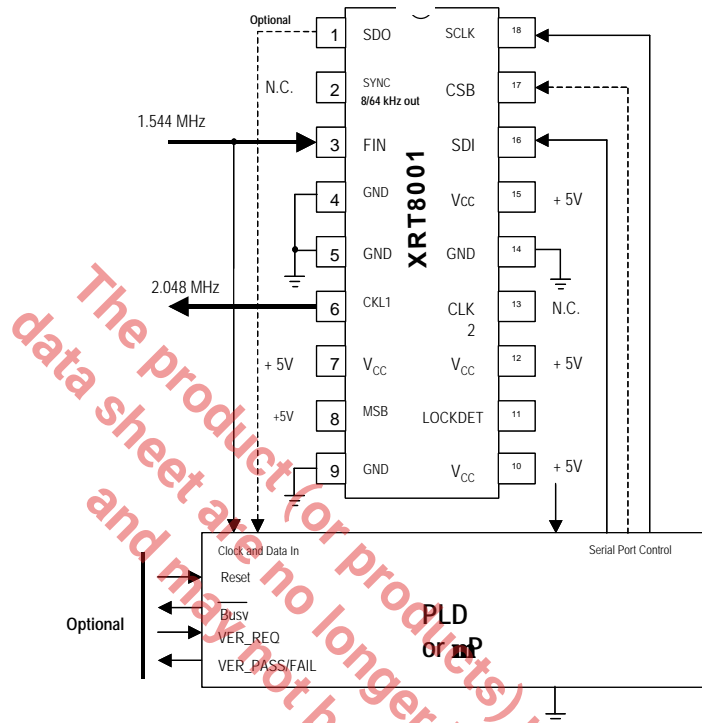 Optional
1 SDO SCLK 18
N.C. 2 SYNC 8/64 kHz out CSB 17
1.544 MHz
3 FIN SDI 16
4 GND Vcc 15 + 5V
XRT8001
5 GND GND 14
2.048 MHz
6 CKL1 CLK 2 13 N.C.
+ 5V 7 VCC VCC 12 + 5V
+5V 8 MSB LOCKDET 11
9 GND VCC 10 + 5V
Clock and Data In Serial Port Control
Reset
Busy
Optional
VER_REQ
VER_PASS/FAIL
PLD
or mP
The product (or products)
data sheet are no longer
and may not b